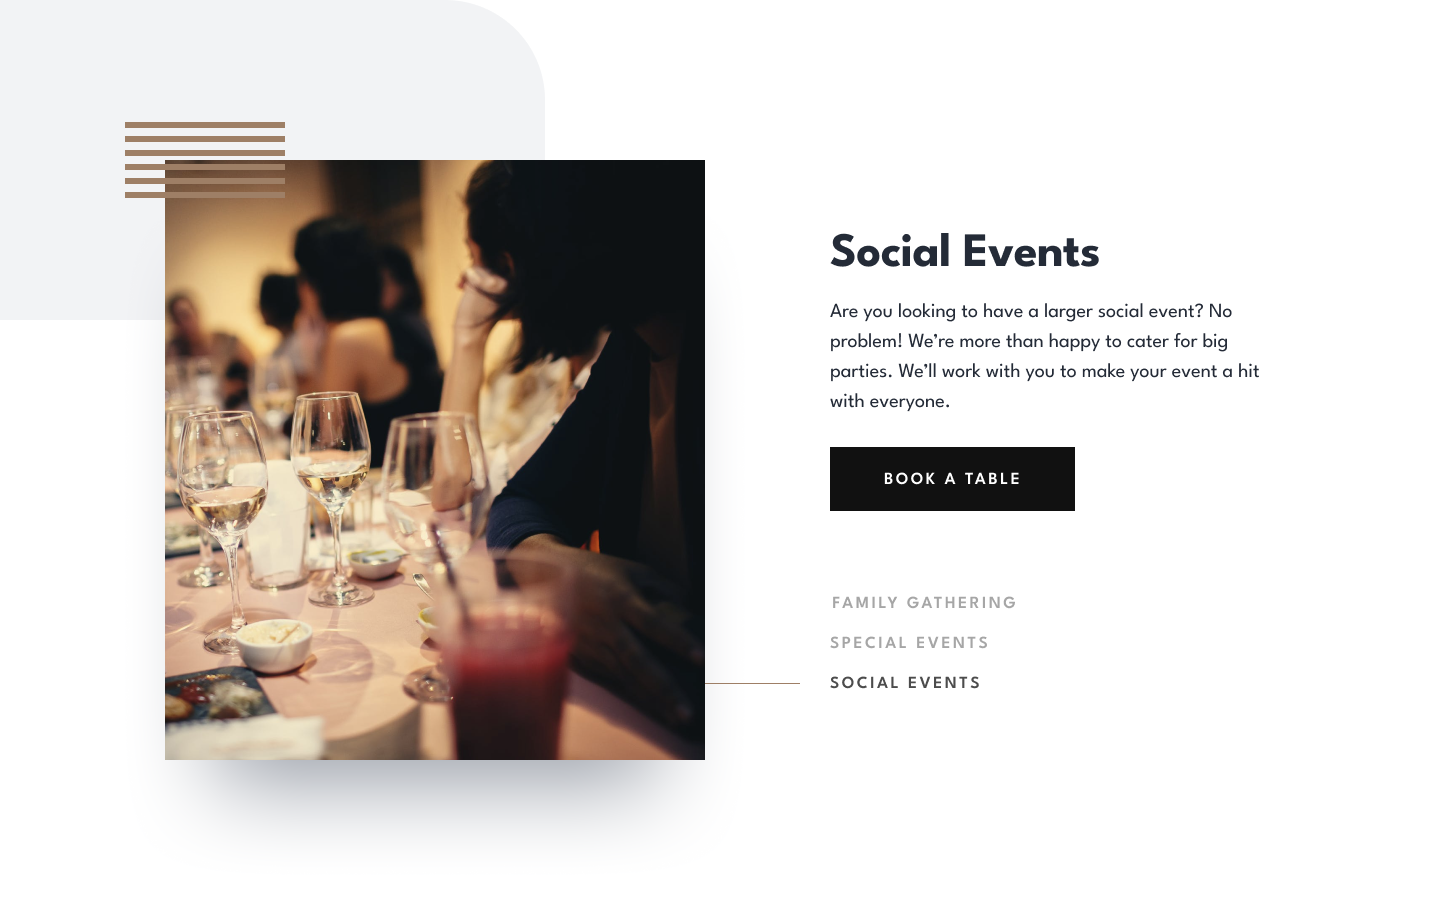 Social Events
Are you looking to have a larger social event? No
problem! We’re more than happy to cater for big
parties. We’ll work with you to make your event a hit
with everyone.
BOOK A TABLE
FAMILY GATHERING
SPECIAL EVENTS
SOCIAL EVENTS